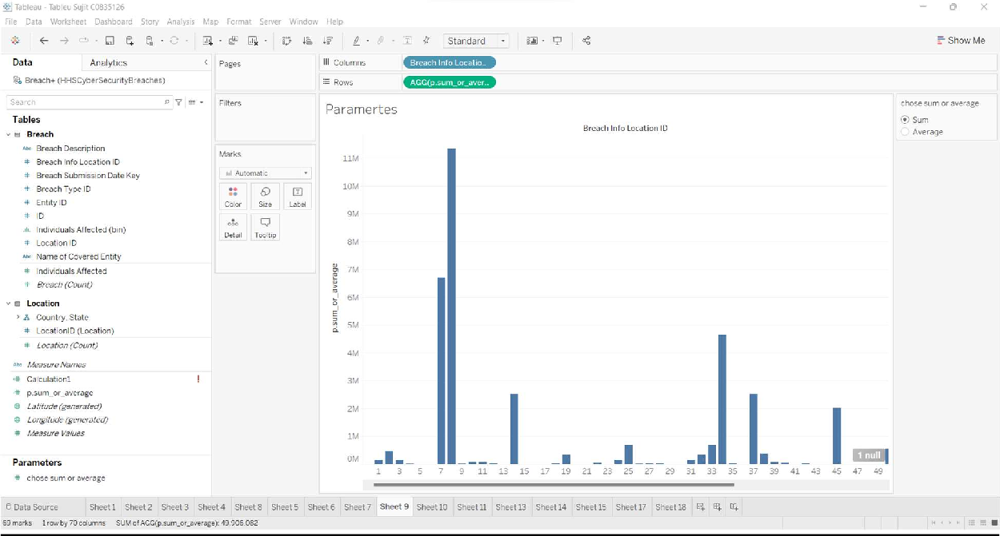 Tableau - Tableu Sujit C0835126
File Data Worksheet Dashboard Story Analysis Map Format Server Window Help
Standard
Show Me
Data Analytics
Pages
Columns Breach Info Locatio..
Breach+ (HHSCyberSecurityBreaches)
Rows AGG(p.sum_or_aver..
Search
Filters
Tables
Paramertes
chose sum or average
Sum
Average
Breach Info Location ID
Breach
Abc Breach Description
Breach Info Location ID
Breach Submission Date Key
Breach Type ID
Entity ID
ID
Individuals Affected (bin)
Location ID
Abc Name of Covered Entity
Individuals Affected
Breach (Count)
Location
Country, State
LocationID (Location)
Location (Count)
Abc Measure Names
Calculation1 !
p.sum_or_average
Latitude (generated)
Longitude (generated)
Measure Values
Parameters
chose sum or average
Marks
Automatic
Color Size Label
Detail Tooltip
p.sum_or_average
11M
10M
9M
8M
7M
6M
5M
4M
3M
2M
1M
0M
1 null
1 3 5 7 9 11 13 15 17 19 21 23 25 27 29 31 33 35 37 39 41 43 45 47 49
Data Source Sheet 1 Sheet 2 Sheet 3 Sheet 4 Sheet 8 Sheet 5 Sheet 6 Sheet 7 Sheet 9 Sheet 10 Sheet 11 Sheet 13 Sheet 14 Sheet 15 Sheet 17 Sheet 18
69 marks 1 row by 70 columns SUM of AGG(p.sum_or_average): 49,906,082